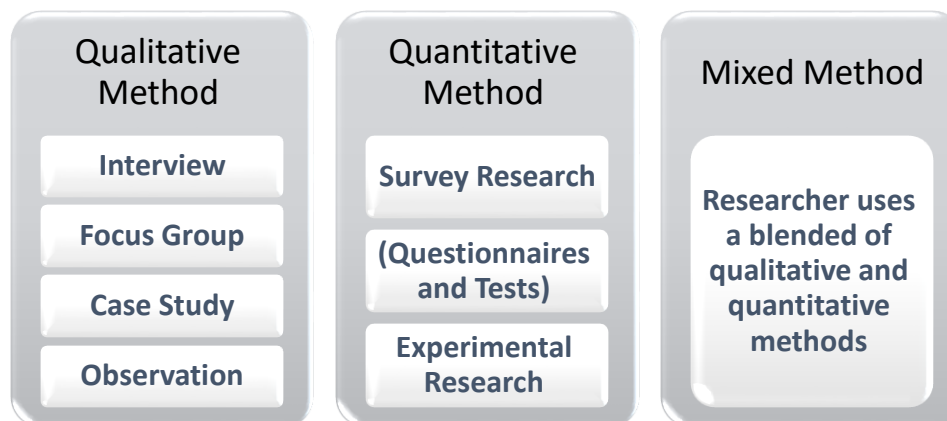 Qualitative
Method
Interview
Focus Group
Case Study
Observation
Quantitative
Method
Survey Research
(Questionnaires
and Tests)
Experimental
Research
Mixed Method
Researcher uses
a blended of
qualitative and
quantitative
methods